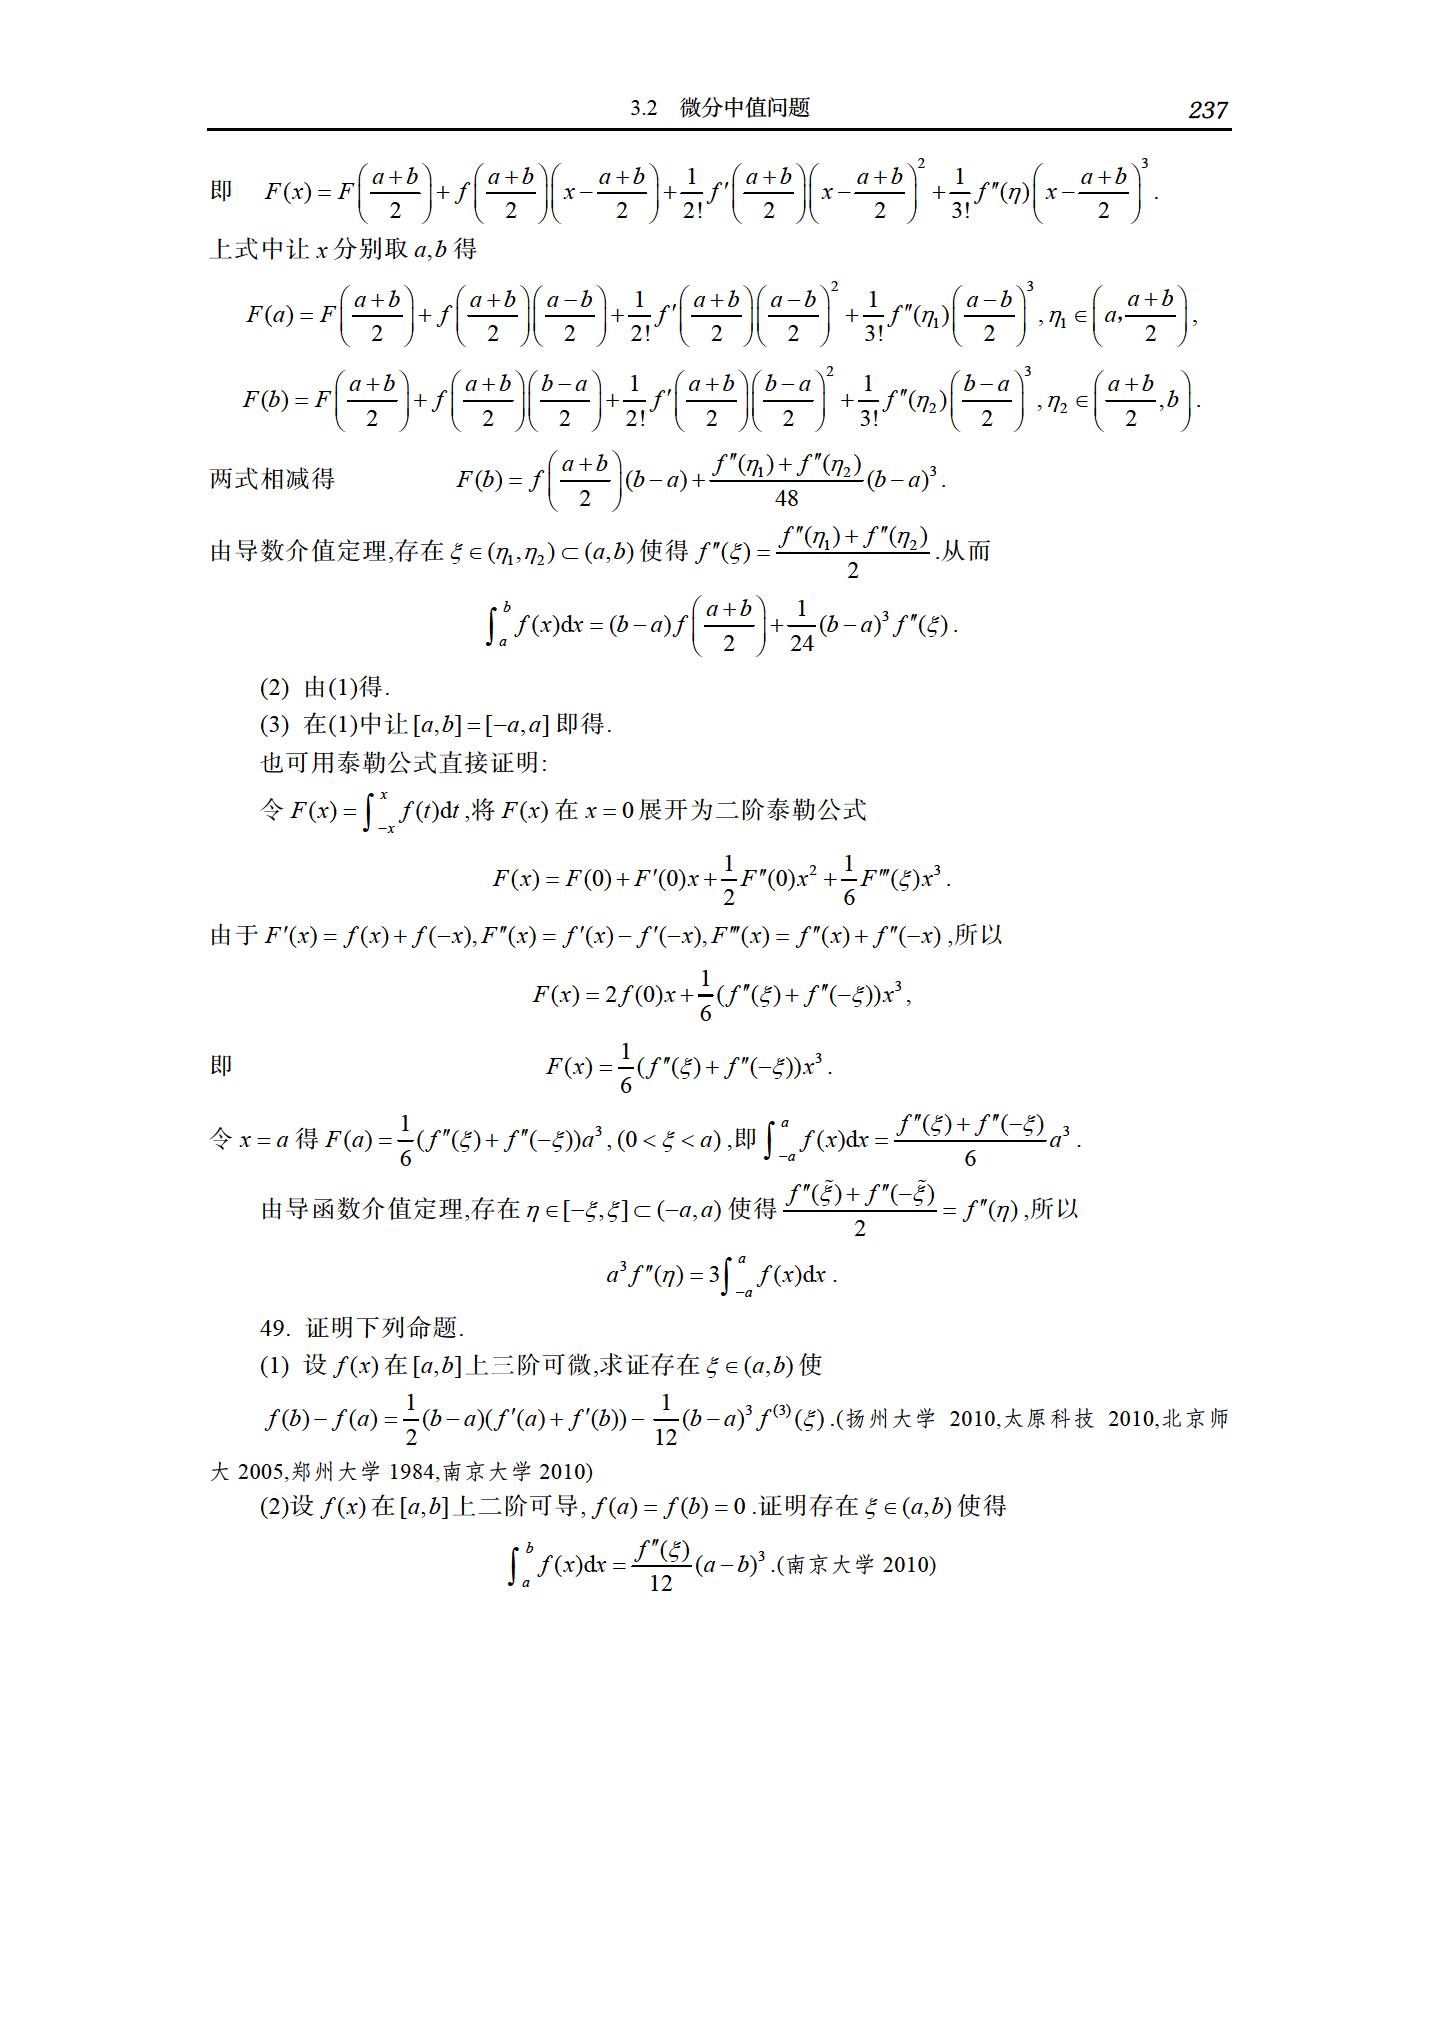 3.2 微分中值问题 237
即 $F(x)=F\left(\frac{a+b}{2}\right)+f\left(\frac{a+b}{2}\right)\left(x-\frac{a+b}{2}\right)+\frac{1}{2!}f'\left(\frac{a+b}{2}\right)\left(x-\frac{a+b}{2}\right)^2+\frac{1}{3!}f''(\eta)\left(x-\frac{a+b}{2}\right)^3$.
上式中让 $x$ 分别取 $a,b$ 得
$F(a)=F\left(\frac{a+b}{2}\right)+f\left(\frac{a+b}{2}\right)\left(\frac{a-b}{2}\right)+\frac{1}{2!}f'\left(\frac{a+b}{2}\right)\left(\frac{a-b}{2}\right)^2+\frac{1}{3!}f''(\eta_1)\left(\frac{a-b}{2}\right)^3,\eta_1\in\left(a,\frac{a+b}{2}\right)$,
$F(b)=F\left(\frac{a+b}{2}\right)+f\left(\frac{a+b}{2}\right)\left(\frac{b-a}{2}\right)+\frac{1}{2!}f'\left(\frac{a+b}{2}\right)\left(\frac{b-a}{2}\right)^2+\frac{1}{3!}f''(\eta_2)\left(\frac{b-a}{2}\right)^3,\eta_2\in\left(\frac{a+b}{2},b\right)$.
两式相减得 $F(b)=f\left(\frac{a+b}{2}\right)(b-a)+\frac{f''(\eta_1)+f''(\eta_2)}{48}(b-a)^3$.
由导数介值定理,存在 $\xi\in(\eta_1,\eta_2)\subset(a,b)$ 使得 $f''(\xi)=\frac{f''(\eta_1)+f''(\eta_2)}{2}$.从而
$\int_a^b f(x)\mathrm{d}x=(b-a)f\left(\frac{a+b}{2}\right)+\frac{1}{24}(b-a)^3f''(\xi)$.
(2) 由(1)得.
(3) 在(1)中让 $[a,b]=[-a,a]$ 即得.
也可用泰勒公式直接证明:
令 $F(x)=\int_{-x}^{x}f(t)\mathrm{d}t$,将 $F(x)$ 在 $x=0$ 展开为二阶泰勒公式
$F(x)=F(0)+F'(0)x+\frac{1}{2}F''(0)x^2+\frac{1}{6}F'''(\xi)x^3$.
由于 $F'(x)=f(x)+f(-x),F''(x)=f'(x)-f'(-x),F'''(x)=f''(x)+f''(-x)$,所以
$F(x)=2f(0)x+\frac{1}{6}(f''(\xi)+f''(-\xi))x^3$,
即 $F(x)=\frac{1}{6}(f''(\xi)+f''(-\xi))x^3$.
令 $x=a$ 得 $F(a)=\frac{1}{6}(f''(\xi)+f''(-\xi))a^3,(0<\xi<a)$,即 $\int_{-a}^{a}f(x)\mathrm{d}x=\frac{f''(\xi)+f''(-\xi)}{6}a^3$.
由导函数介值定理,存在 $\eta\in[-\xi,\xi]\subset(-a,a)$ 使得 $\frac{f''(\tilde{\xi})+f''(-\tilde{\xi})}{2}=f''(\eta)$,所以
$a^3f''(\eta)=3\int_{-a}^{a}f(x)\mathrm{d}x$.
49. 证明下列命题.
(1) 设 $f(x)$ 在 $[a,b]$ 上三阶可微,求证存在 $\xi\in(a,b)$ 使
$f(b)-f(a)=\frac{1}{2}(b-a)(f'(a)+f'(b))-\frac{1}{12}(b-a)^3f^{(3)}(\xi)$.(扬州大学 2010,太原科技 2010,北京师
大 2005,郑州大学 1984,南京大学 2010)
(2)设 $f(x)$ 在 $[a,b]$ 上二阶可导, $f(a)=f(b)=0$.证明存在 $\xi\in(a,b)$ 使得
$\int_a^b f(x)\mathrm{d}x=\frac{f''(\xi)}{12}(a-b)^3$.(南京大学 2010)